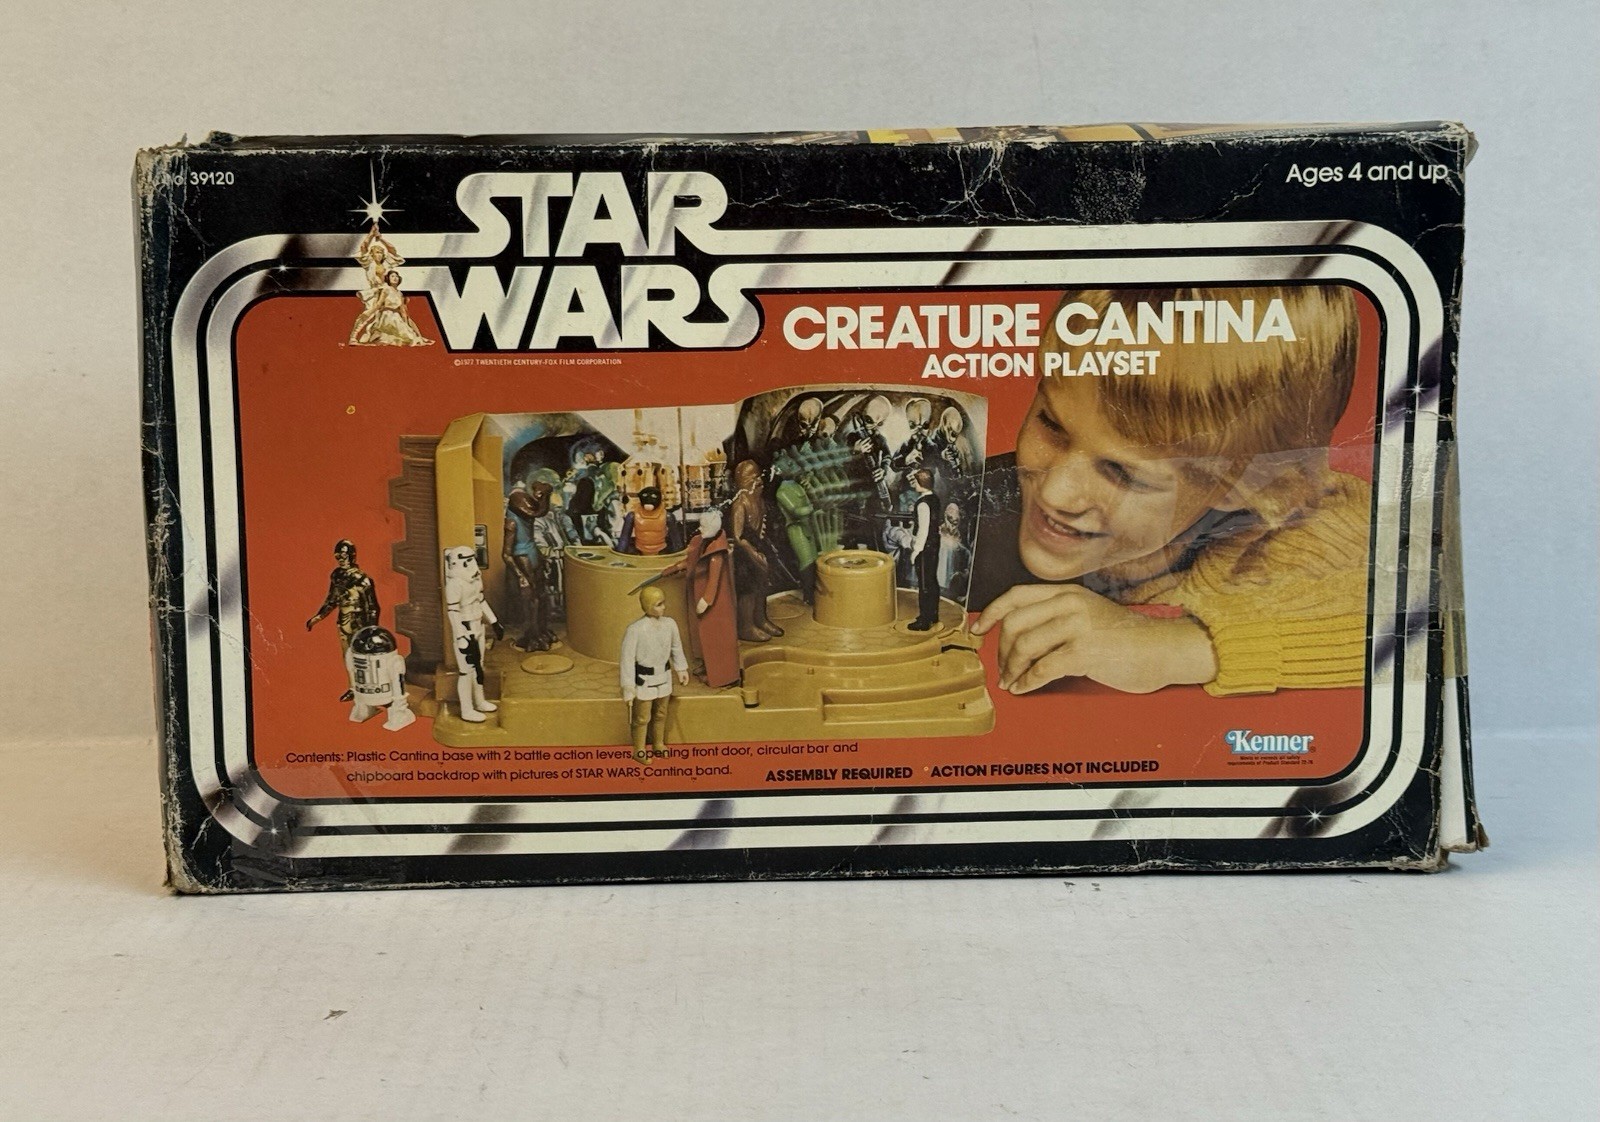 No. 39120
Ages 4 and up
STAR
WARS
©1977 TWENTIETH CENTURY-FOX FILM CORPORATION
CREATURE CANTINA
ACTION PLAYSET
Contents: Plastic Cantina base with 2 battle action levers, opening front door, circular bar and
chipboard backdrop with pictures of STAR WARS Cantina band.
ASSEMBLY REQUIRED
ACTION FIGURES NOT INCLUDED
Kenner